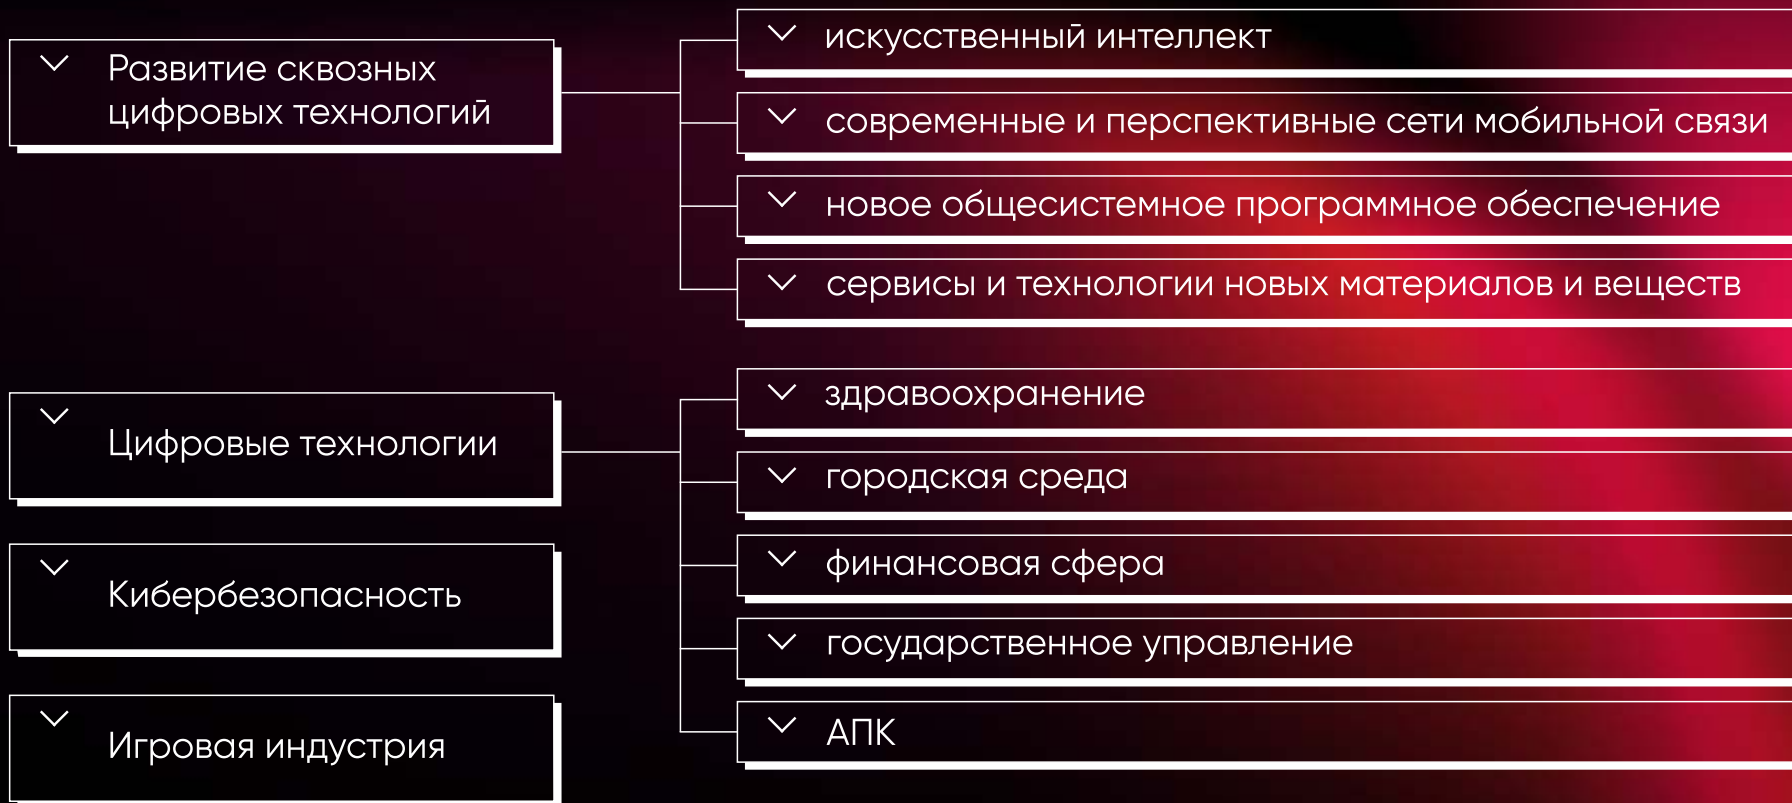 Развитие сквозных
цифровых технологий
искусственный интеллект
современные и перспективные сети мобильной связи
новое общесистемное программное обеспечение
сервисы и технологии новых материалов и веществ
Цифровые технологии
здравоохранение
городская среда
финансовая сфера
государственное управление
АПК
Кибербезопасность
Игровая индустрия